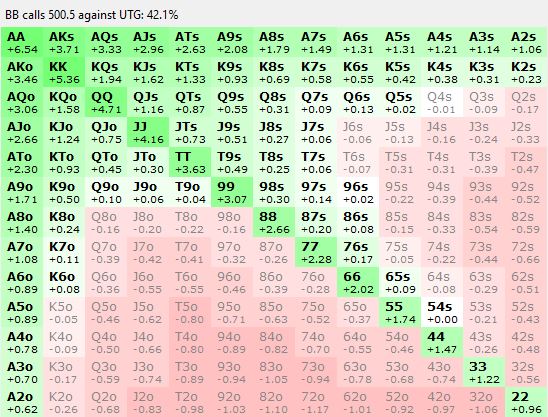 BB calls 500.5 against UTG: 42.1%
AA AKs AQs AJs ATs A9s A8s A7s A6s A5s A4s A3s A2s
+6.54 +3.71 +3.33 +2.96 +2.63 +2.08 +1.79 +1.49 +1.31 +1.31 +1.21 +1.14 +1.06
AKo KK KQs KJs KTs K9s K8s K7s K6s K5s K4s K3s K2s
+3.46 +5.36 +1.94 +1.62 +1.33 +0.93 +0.69 +0.58 +0.55 +0.42 +0.38 +0.31 +0.23
AQo KQo QQ QJs QTs Q9s Q8s Q7s Q6s Q5s Q4s Q3s Q2s
+3.06 +1.58 +4.71 +1.16 +0.87 +0.55 +0.31 +0.09 +0.13 +0.02 -0.01 -0.09 -0.17
AJo KJo QJo JJ JTs J9s J8s J7s J6s J5s J4s J3s J2s
+2.66 +1.24 +0.75 +4.16 +0.73 +0.51 +0.27 +0.06 -0.13 -0.16 -0.24 -0.33
ATo KTo QTo JTo TT T9s T8s T7s T6s T5s T4s T3s T2s
+2.30 +0.93 +0.45 +0.30 +3.63 +0.49 +0.25 +0.06 -0.07 -0.31 -0.31 -0.39 -0.47
A9o K9o Q9o J9o T9o 99 98s 97s 96s 95s 94s 93s 92s
+1.71 +0.50 +0.10 +0.06 +0.04 +3.07 +0.30 +0.14 +0.02 -0.22 -0.39 -0.44 -0.52
A8o K8o Q8o J8o T8o 98o 88 87s 86s 85s 84s 83s 82s
+1.40 +0.24 -0.16 -0.20 -0.22 -0.16 +2.66 +0.20 +0.08 -0.15 -0.33 -0.54 -0.59
A7o K7o Q7o J7o T7o 97o 87o 77 76s 75s 74s 73s 72s
+1.08 +0.11 -0.39 -0.42 -0.41 -0.32 -0.26 +2.28 +0.17 -0.05 -0.22 -0.44 -0.66
A6o K6o Q6o J6o T6o 96o 86o 76o 66 65s 64s 63s 62s
+0.89 +0.08 -0.36 -0.55 -0.55 -0.46 -0.39 -0.28 +2.02 +0.09 -0.08 -0.29 -0.51
A5o K5o Q5o J5o T5o 95o 85o 75o 65o 55 54s 53s 52s
+0.89 -0.05 -0.46 -0.62 -0.80 -0.71 -0.63 -0.52 -0.37 +1.74 +0.00 -0.21 -0.43
A4o K4o Q4o J4o T4o 94o 84o 74o 64o 54o 44 43s 42s
+0.78 -0.09 -0.50 -0.66 -0.80 -0.89 -0.82 -0.70 -0.55 -0.46 +1.47 -0.26 -0.48
A3o K3o Q3o J3o T3o 93o 83o 73o 63o 53o 43o 33 32s
+0.70 -0.17 -0.59 -0.74 -0.89 -0.94 -1.05 -0.94 -0.78 -0.68 -0.74 +1.22 -0.56
A2o K2o Q2o J2o T2o 92o 82o 72o 62o 52o 42o 32o 22
+0.62 -0.26 -0.68 -0.83 -0.98 -1.03 -1.10 -1.17 -1.01 -0.92 -0.97 -1.06 +0.96